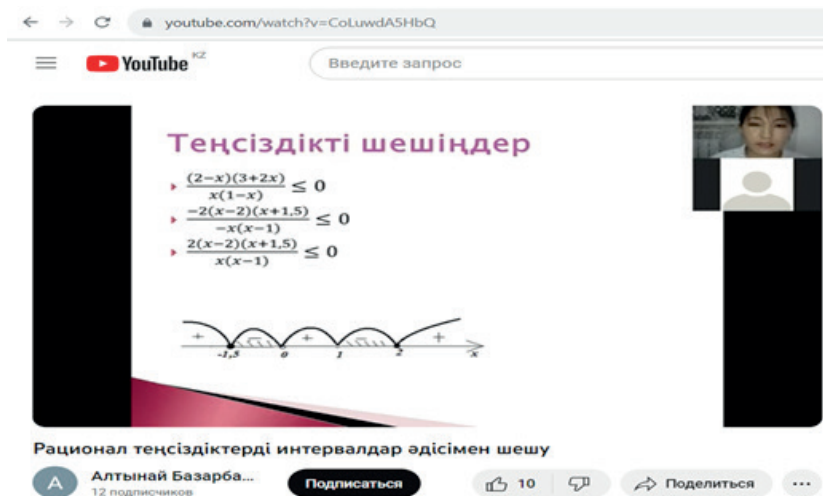 youtube.com/watch?v=CoLuwdA5HbQ
YouTube KZ
Введите запрос
Теңсіздікті шешіңдер
(2−x)(3+2x)/x(1−x) ≤ 0
−2(x−2)(x+1,5)/−x(x−1) ≤ 0
2(x−2)(x+1,5)/x(x−1) ≤ 0
+ − + − +
-1,5 0 1 2 x
Рационал теңсіздіктерді интервалдар әдісімен шешу
А
Алтынай Базарба...
12 подписчиков
Подписаться
10
Поделиться
...